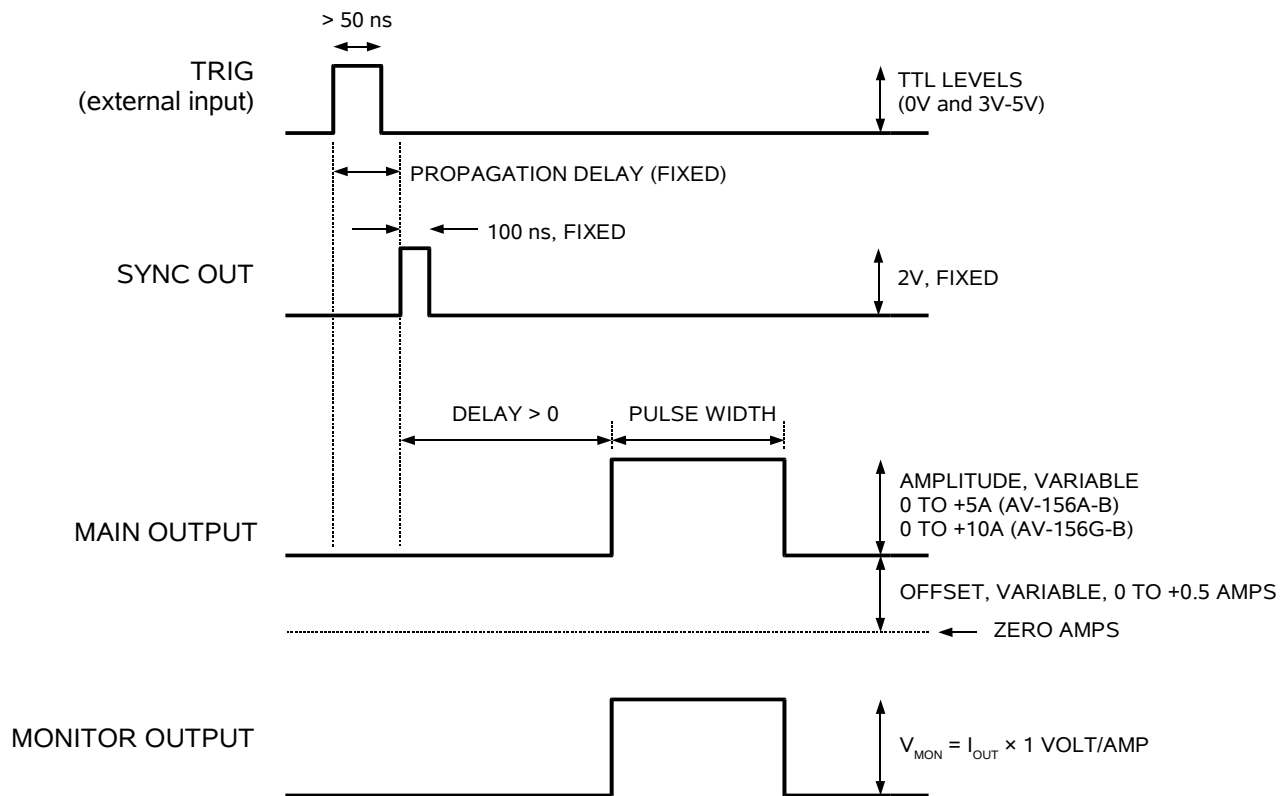 > 50 ns
TRIG
(external input)
TTL LEVELS
(0V and 3V-5V)
PROPAGATION DELAY (FIXED)
100 ns, FIXED
SYNC OUT
2V, FIXED
DELAY > 0
PULSE WIDTH
AMPLITUDE, VARIABLE
0 TO +5A (AV-156A-B)
0 TO +10A (AV-156G-B)
MAIN OUTPUT
OFFSET, VARIABLE, 0 TO +0.5 AMPS
ZERO AMPS
MONITOR OUTPUT
V_MON = I_OUT × 1 VOLT/AMP